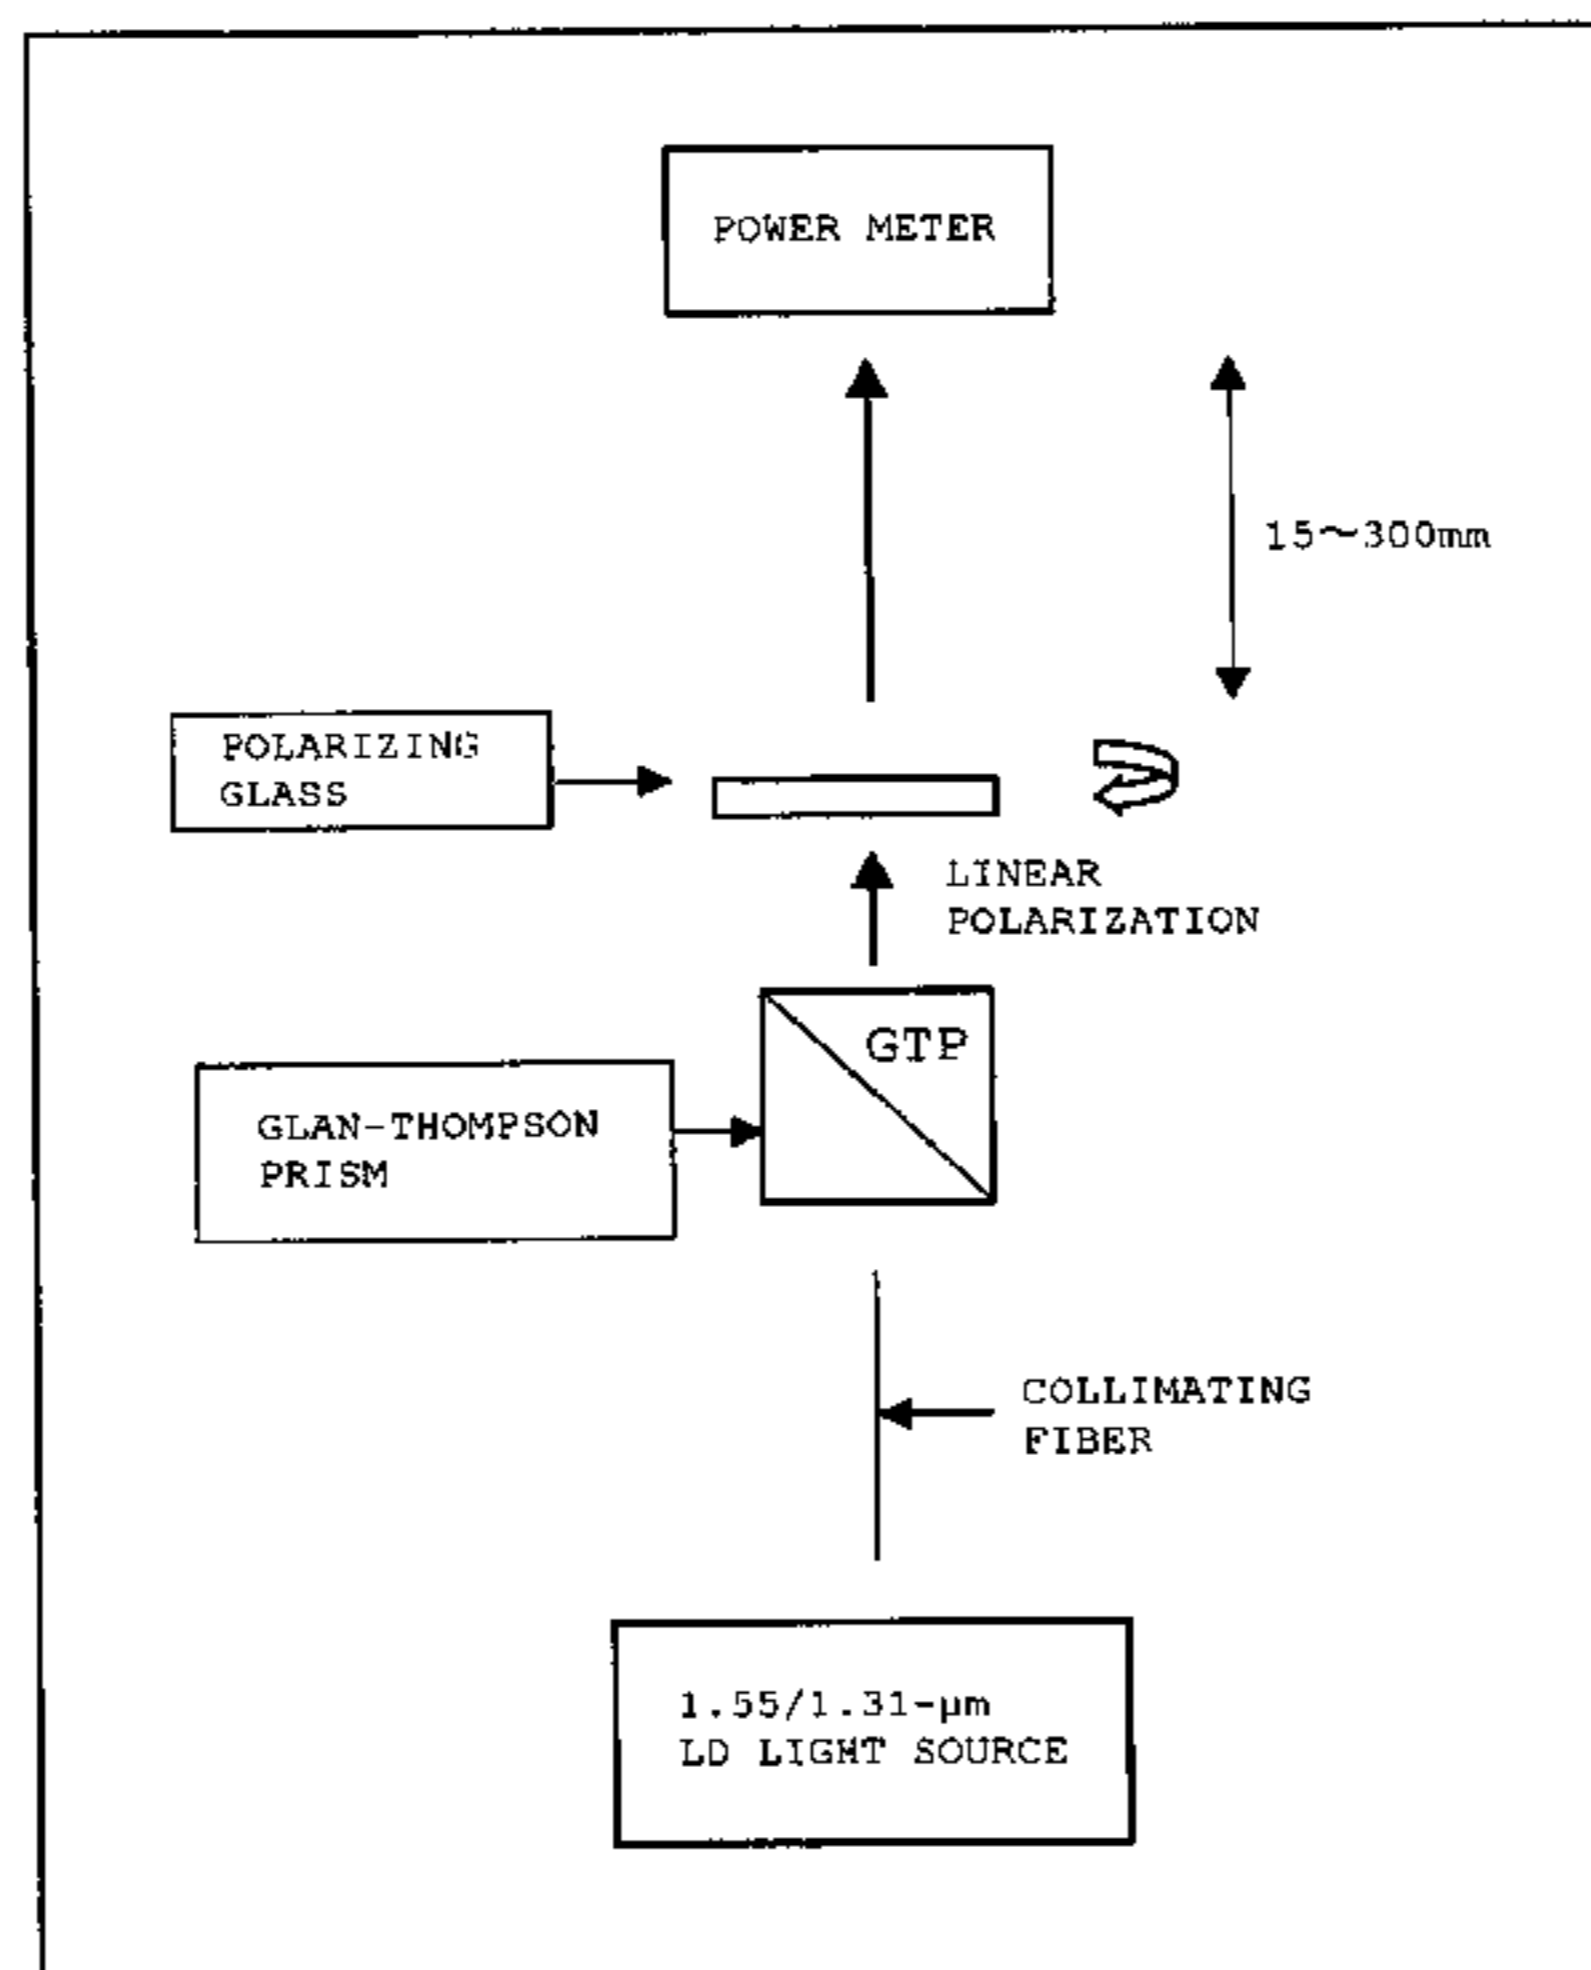 POWER METER
15～300mm
POLARIZING
GLASS
LINEAR
POLARIZATION
GTP
GLAN-THOMPSON
PRISM
COLLIMATING
FIBER
1.55/1.31-μm
LD LIGHT SOURCE